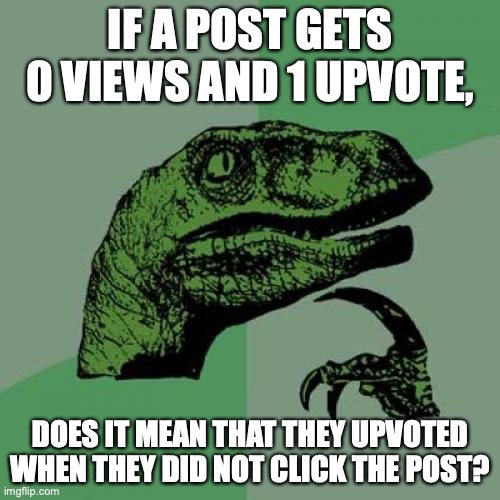 IF A POST GETS
0 VIEWS AND 1 UPVOTE,
DOES IT MEAN THAT THEY UPVOTED
WHEN THEY DID NOT CLICK THE POST?
imgflip.com